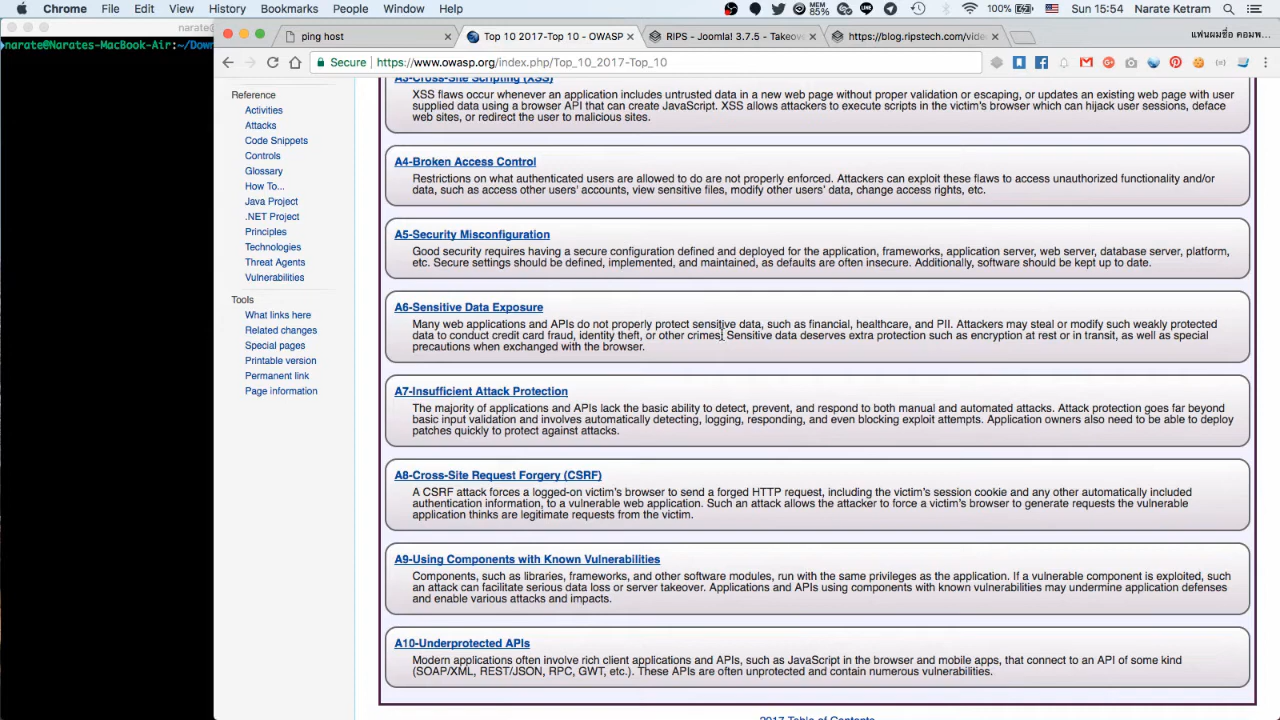 Chrome File Edit View History Bookmarks People Window Help
MEM 85% 100% Sun 15:54 Narate Ketram
narate@
narate@Narates-MacBook-Air:~/Down
ping host
Top 10 2017-Top 10 - OWASP
RIPS - Joomla! 3.7.5 - Takeove
https://blog.ripstech.com/vide
แฟนผมชื่อ คอมพ...
Secure https://www.owasp.org/index.php/Top_10_2017-Top_10
Reference
Activities
Attacks
Code Snippets
Controls
Glossary
How To...
Java Project
.NET Project
Principles
Technologies
Threat Agents
Vulnerabilities
Tools
What links here
Related changes
Special pages
Printable version
Permanent link
Page information
A3-Cross-Site Scripting (XSS)
XSS flaws occur whenever an application includes untrusted data in a new web page without proper validation or escaping, or updates an existing web page with user
supplied data using a browser API that can create JavaScript. XSS allows attackers to execute scripts in the victim's browser which can hijack user sessions, deface
web sites, or redirect the user to malicious sites.
A4-Broken Access Control
Restrictions on what authenticated users are allowed to do are not properly enforced. Attackers can exploit these flaws to access unauthorized functionality and/or
data, such as access other users' accounts, view sensitive files, modify other users' data, change access rights, etc.
A5-Security Misconfiguration
Good security requires having a secure configuration defined and deployed for the application, frameworks, application server, web server, database server, platform,
etc. Secure settings should be defined, implemented, and maintained, as defaults are often insecure. Additionally, software should be kept up to date.
A6-Sensitive Data Exposure
Many web applications and APIs do not properly protect sensitive data, such as financial, healthcare, and PII. Attackers may steal or modify such weakly protected
data to conduct credit card fraud, identity theft, or other crimes. Sensitive data deserves extra protection such as encryption at rest or in transit, as well as special
precautions when exchanged with the browser.
A7-Insufficient Attack Protection
The majority of applications and APIs lack the basic ability to detect, prevent, and respond to both manual and automated attacks. Attack protection goes far beyond
basic input validation and involves automatically detecting, logging, responding, and even blocking exploit attempts. Application owners also need to be able to deploy
patches quickly to protect against attacks.
A8-Cross-Site Request Forgery (CSRF)
A CSRF attack forces a logged-on victim's browser to send a forged HTTP request, including the victim's session cookie and any other automatically included
authentication information, to a vulnerable web application. Such an attack allows the attacker to force a victim's browser to generate requests the vulnerable
application thinks are legitimate requests from the victim.
A9-Using Components with Known Vulnerabilities
Components, such as libraries, frameworks, and other software modules, run with the same privileges as the application. If a vulnerable component is exploited, such
an attack can facilitate serious data loss or server takeover. Applications and APIs using components with known vulnerabilities may undermine application defenses
and enable various attacks and impacts.
A10-Underprotected APIs
Modern applications often involve rich client applications and APIs, such as JavaScript in the browser and mobile apps, that connect to an API of some kind
(SOAP/XML, REST/JSON, RPC, GWT, etc.). These APIs are often unprotected and contain numerous vulnerabilities.
2017 Table of Contents